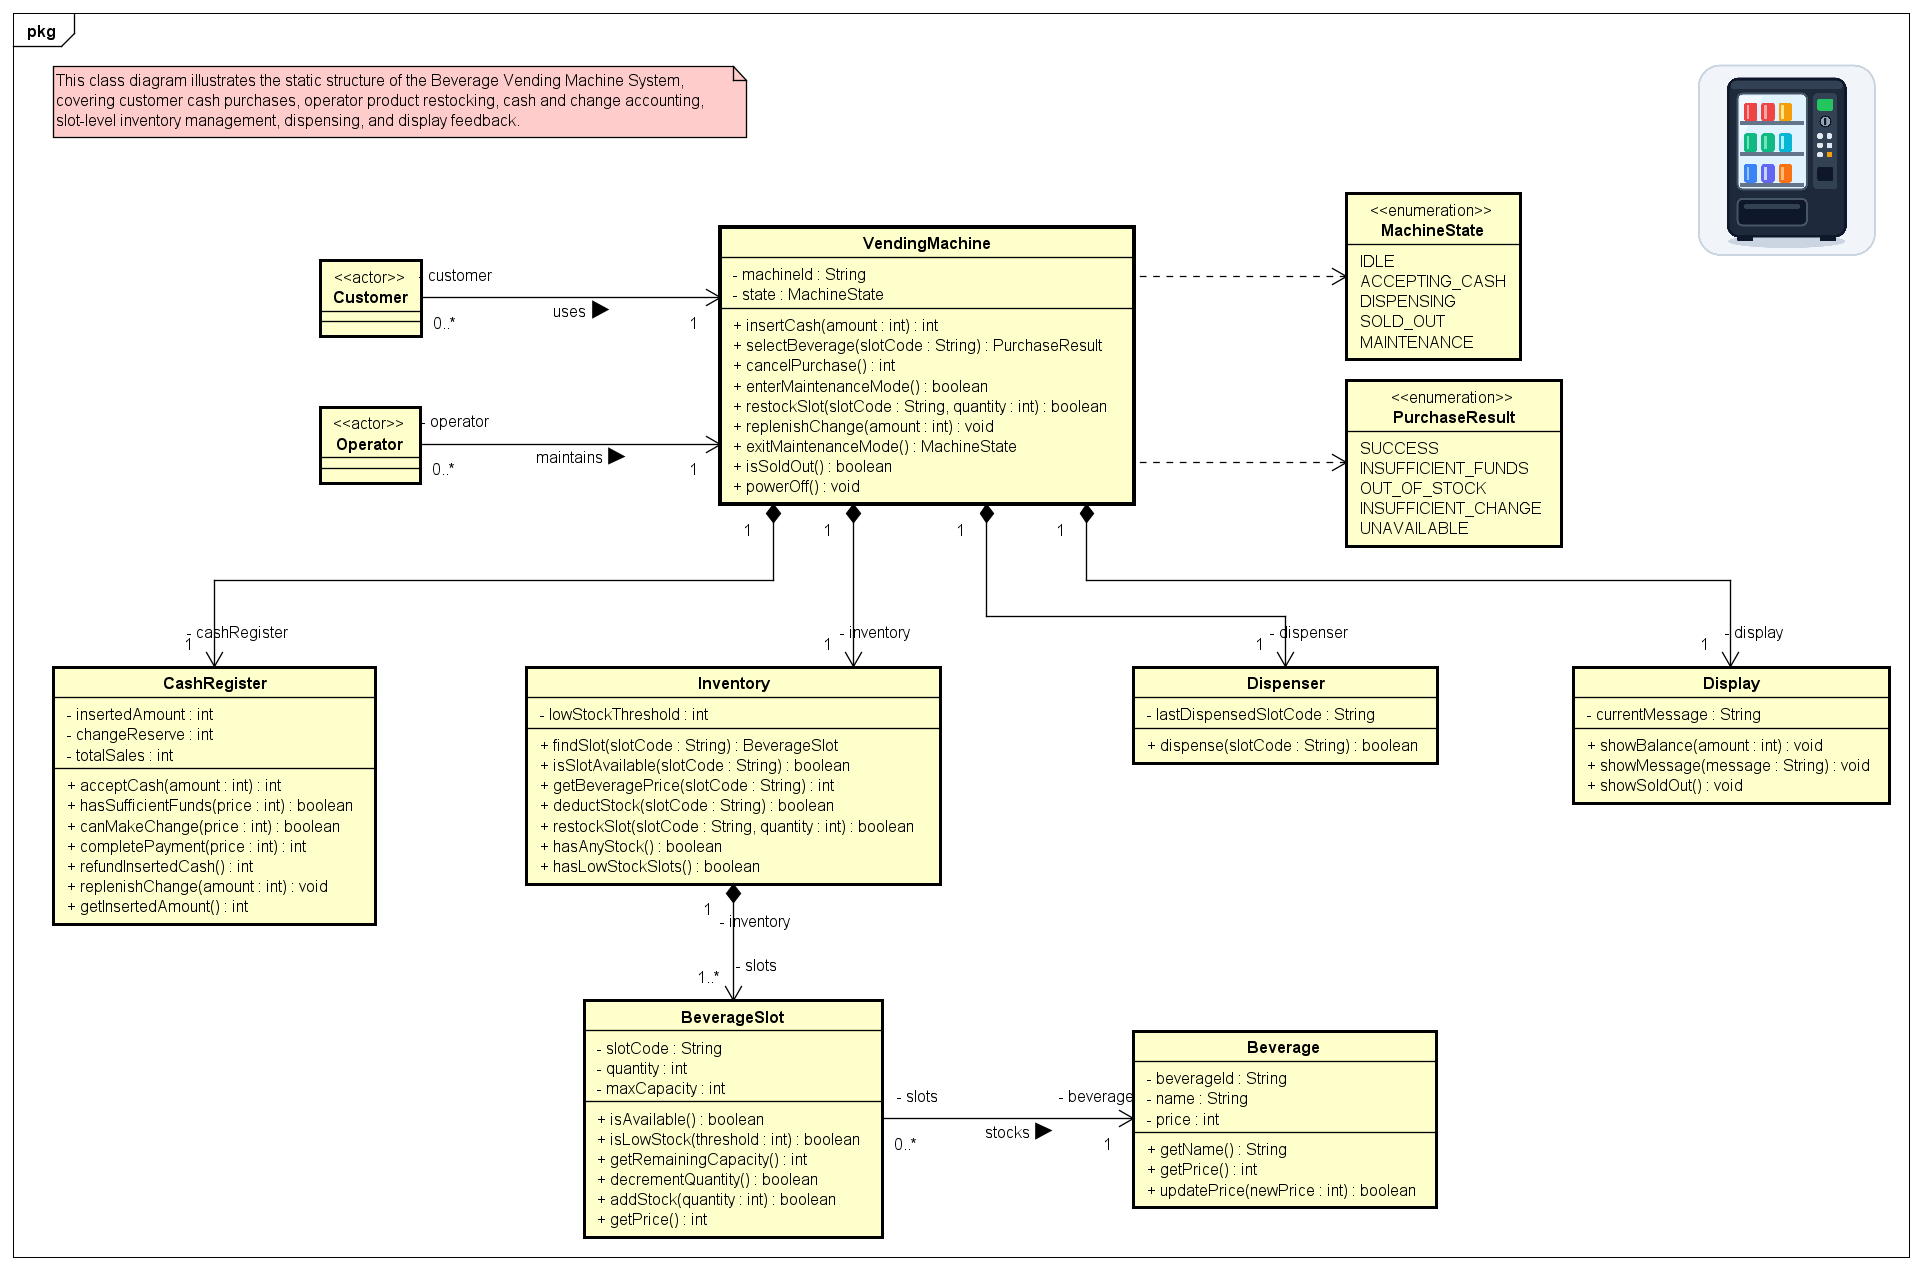 pkg
This class diagram illustrates the static structure of the Beverage Vending Machine System,
covering customer cash purchases, operator product restocking, cash and change accounting,
slot-level inventory management, dispensing, and display feedback.
<<actor>>
Customer
- customer
0..*
uses
1
<<actor>>
Operator
- operator
0..*
maintains
1
VendingMachine
- machineId : String
- state : MachineState
+ insertCash(amount : int) : int
+ selectBeverage(slotCode : String) : PurchaseResult
+ cancelPurchase() : int
+ enterMaintenanceMode() : boolean
+ restockSlot(slotCode : String, quantity : int) : boolean
+ replenishChange(amount : int) : void
+ exitMaintenanceMode() : MachineState
+ isSoldOut() : boolean
+ powerOff() : void
<<enumeration>>
MachineState
IDLE
ACCEPTING_CASH
DISPENSING
SOLD_OUT
MAINTENANCE
<<enumeration>>
PurchaseResult
SUCCESS
INSUFFICIENT_FUNDS
OUT_OF_STOCK
INSUFFICIENT_CHANGE
UNAVAILABLE
1
1
1
1
- cashRegister
1
- inventory
1
- dispenser
1
- display
1
CashRegister
- insertedAmount : int
- changeReserve : int
- totalSales : int
+ acceptCash(amount : int) : int
+ hasSufficientFunds(price : int) : boolean
+ canMakeChange(price : int) : boolean
+ completePayment(price : int) : int
+ refundInsertedCash() : int
+ replenishChange(amount : int) : void
+ getInsertedAmount() : int
Inventory
- lowStockThreshold : int
+ findSlot(slotCode : String) : BeverageSlot
+ isSlotAvailable(slotCode : String) : boolean
+ getBeveragePrice(slotCode : String) : int
+ deductStock(slotCode : String) : boolean
+ restockSlot(slotCode : String, quantity : int) : boolean
+ hasAnyStock() : boolean
+ hasLowStockSlots() : boolean
Dispenser
- lastDispensedSlotCode : String
+ dispense(slotCode : String) : boolean
Display
- currentMessage : String
+ showBalance(amount : int) : void
+ showMessage(message : String) : void
+ showSoldOut() : void
1
- inventory
- slots
1..*
BeverageSlot
- slotCode : String
- quantity : int
- maxCapacity : int
+ isAvailable() : boolean
+ isLowStock(threshold : int) : boolean
+ getRemainingCapacity() : int
+ decrementQuantity() : boolean
+ addStock(quantity : int) : boolean
+ getPrice() : int
- slots
0..*
stocks
- beverage
1
Beverage
- beverageId : String
- name : String
- price : int
+ getName() : String
+ getPrice() : int
+ updatePrice(newPrice : int) : boolean